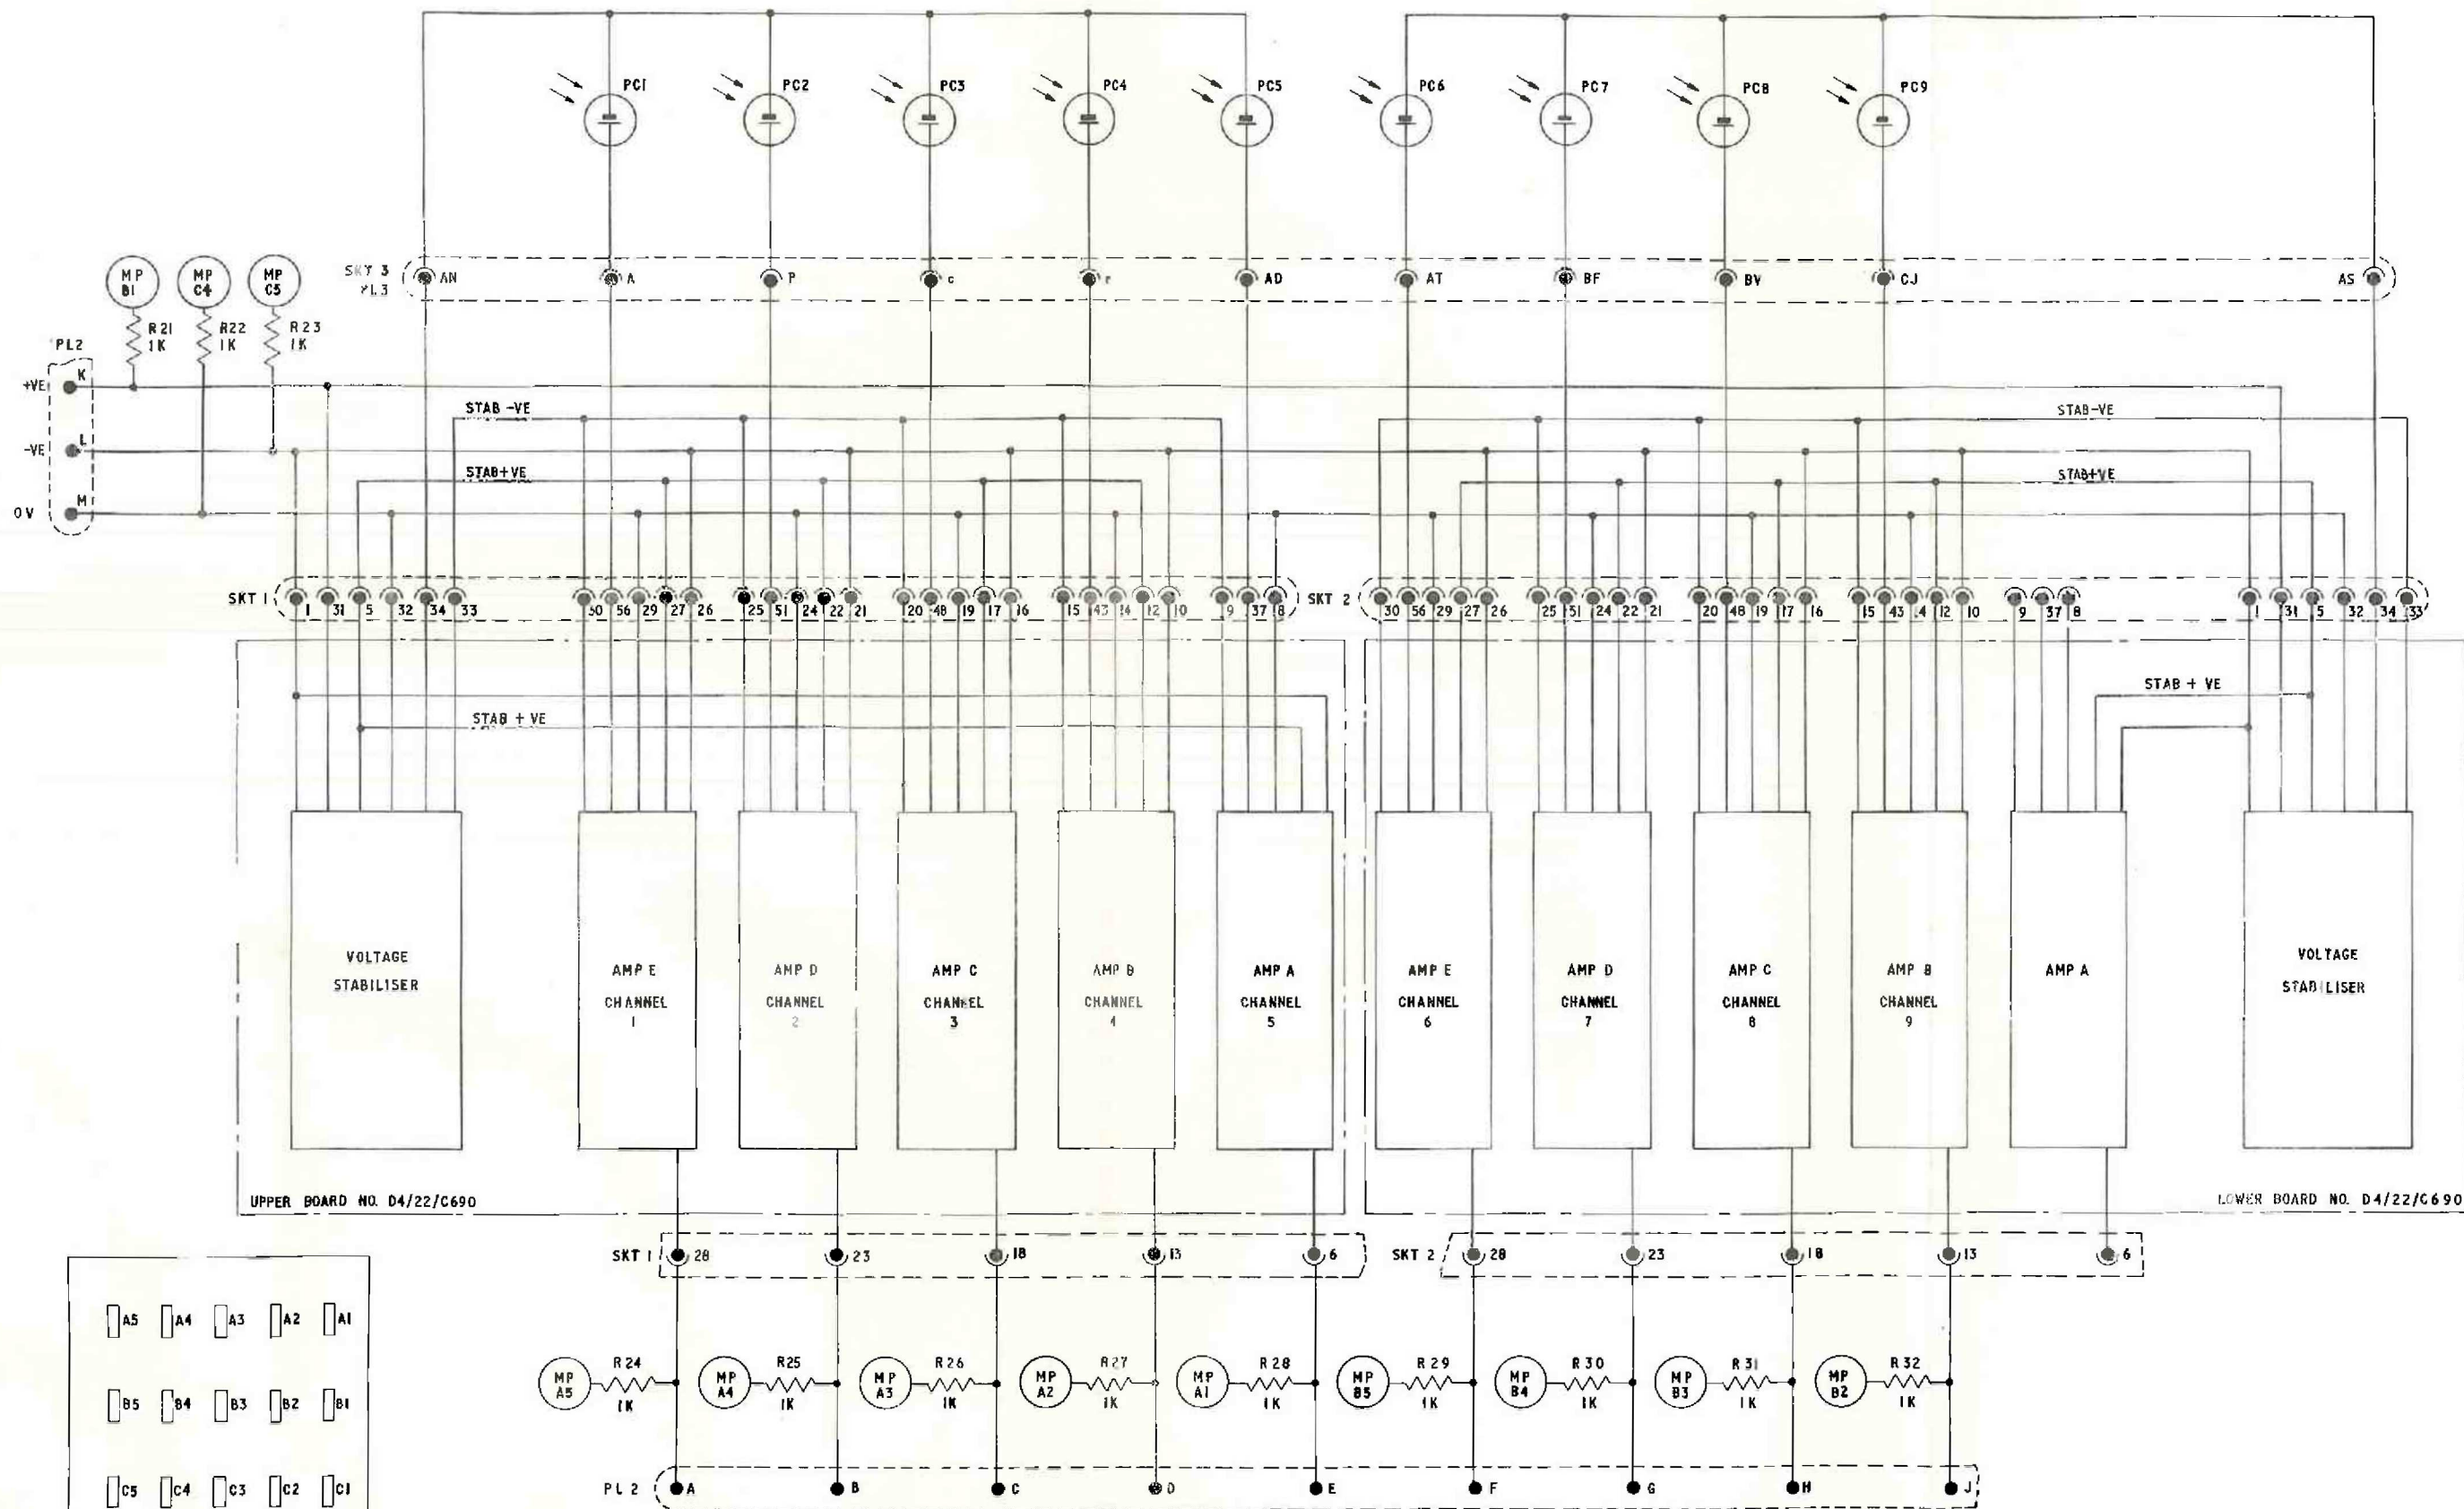 PC1 PC2 PC3 PC4 PC5 PC6 PC7 PC8 PC9
MP B1 MP C4 MP C5
SKT 3 AN A P c r AD AT BF BV CJ AS
PL3
R21 1K R22 1K R23 1K
PL2
+VE K
STAB -VE STAB-VE
-VE L
STAB+VE STAB+VE
0V M
SKT 1 1 31 5 32 34 33 30 56 29 27 26 25 51 24 22 21 20 48 19 17 16 15 43 14 12 10 9 37 8 SKT 2 30 56 29 27 26 25 51 24 22 21 20 48 19 17 16 15 43 14 12 10 9 37 8 1 31 5 32 34 33
STAB + VE
STAB + VE
VOLTAGE STABILISER
AMP E CHANNEL 1
AMP D CHANNEL 2
AMP C CHANNEL 3
AMP B CHANNEL 4
AMP A CHANNEL 5
AMP E CHANNEL 6
AMP D CHANNEL 7
AMP C CHANNEL 8
AMP B CHANNEL 9
AMP A
VOLTAGE STABILISER
UPPER BOARD NO. D4/22/C690
LOWER BOARD NO. D4/22/C690
SKT 1 28 23 18 13 6 SKT 2 28 23 18 13 6
A5 A4 A3 A2 A1
B5 B4 B3 B2 B1
C5 C4 C3 C2 C1
MP A5 R24 1K
MP A4 R25 1K
MP A3 R26 1K
MP A2 R27 1K
MP A1 R28 1K
MP B5 R29 1K
MP B4 R30 1K
MP B3 R31 1K
MP B2 R32 1K
PL 2 A B C D E F G H J